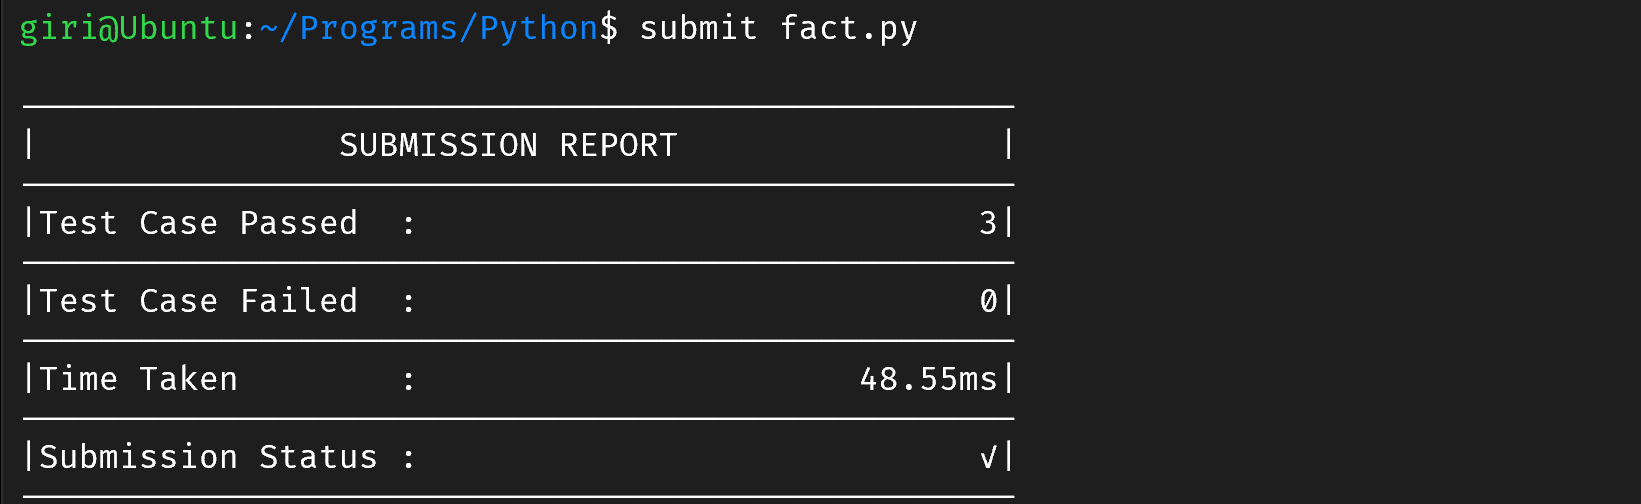 giri@Ubuntu:~/Programs/Python$ submit fact.py
| SUBMISSION REPORT |
|Test Case Passed : 3|
|Test Case Failed : 0|
|Time Taken : 48.55ms|
|Submission Status : √|